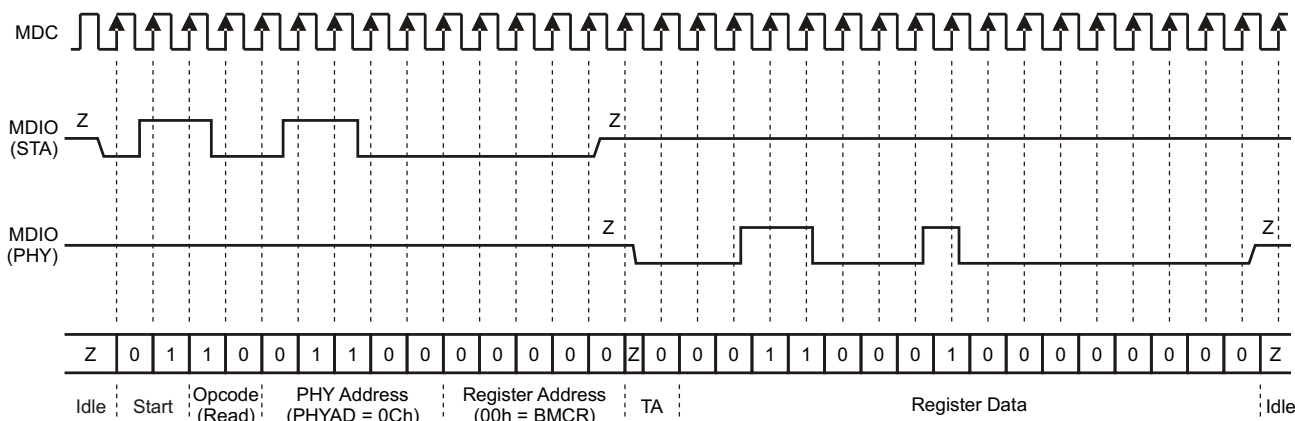 MDC
Z Z
MDIO
(STA)
Z Z
MDIO
(PHY)
Z 0 1 1 0 0 1 1 0 0 0 0 0 0 0 Z 0 0 0 1 1 0 0 0 1 0 0 0 0 0 0 0 0 Z
Idle Start Opcode PHY Address Register Address TA Register Data Idle
(Read) (PHYAD = 0Ch) (00h = BMCR)